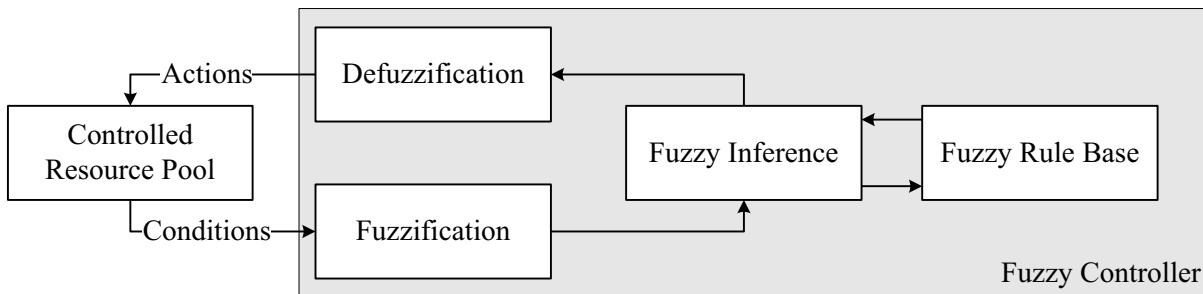 Actions
Defuzzification
Controlled
Resource Pool
Fuzzy Inference
Fuzzy Rule Base
Conditions
Fuzzification
Fuzzy Controller